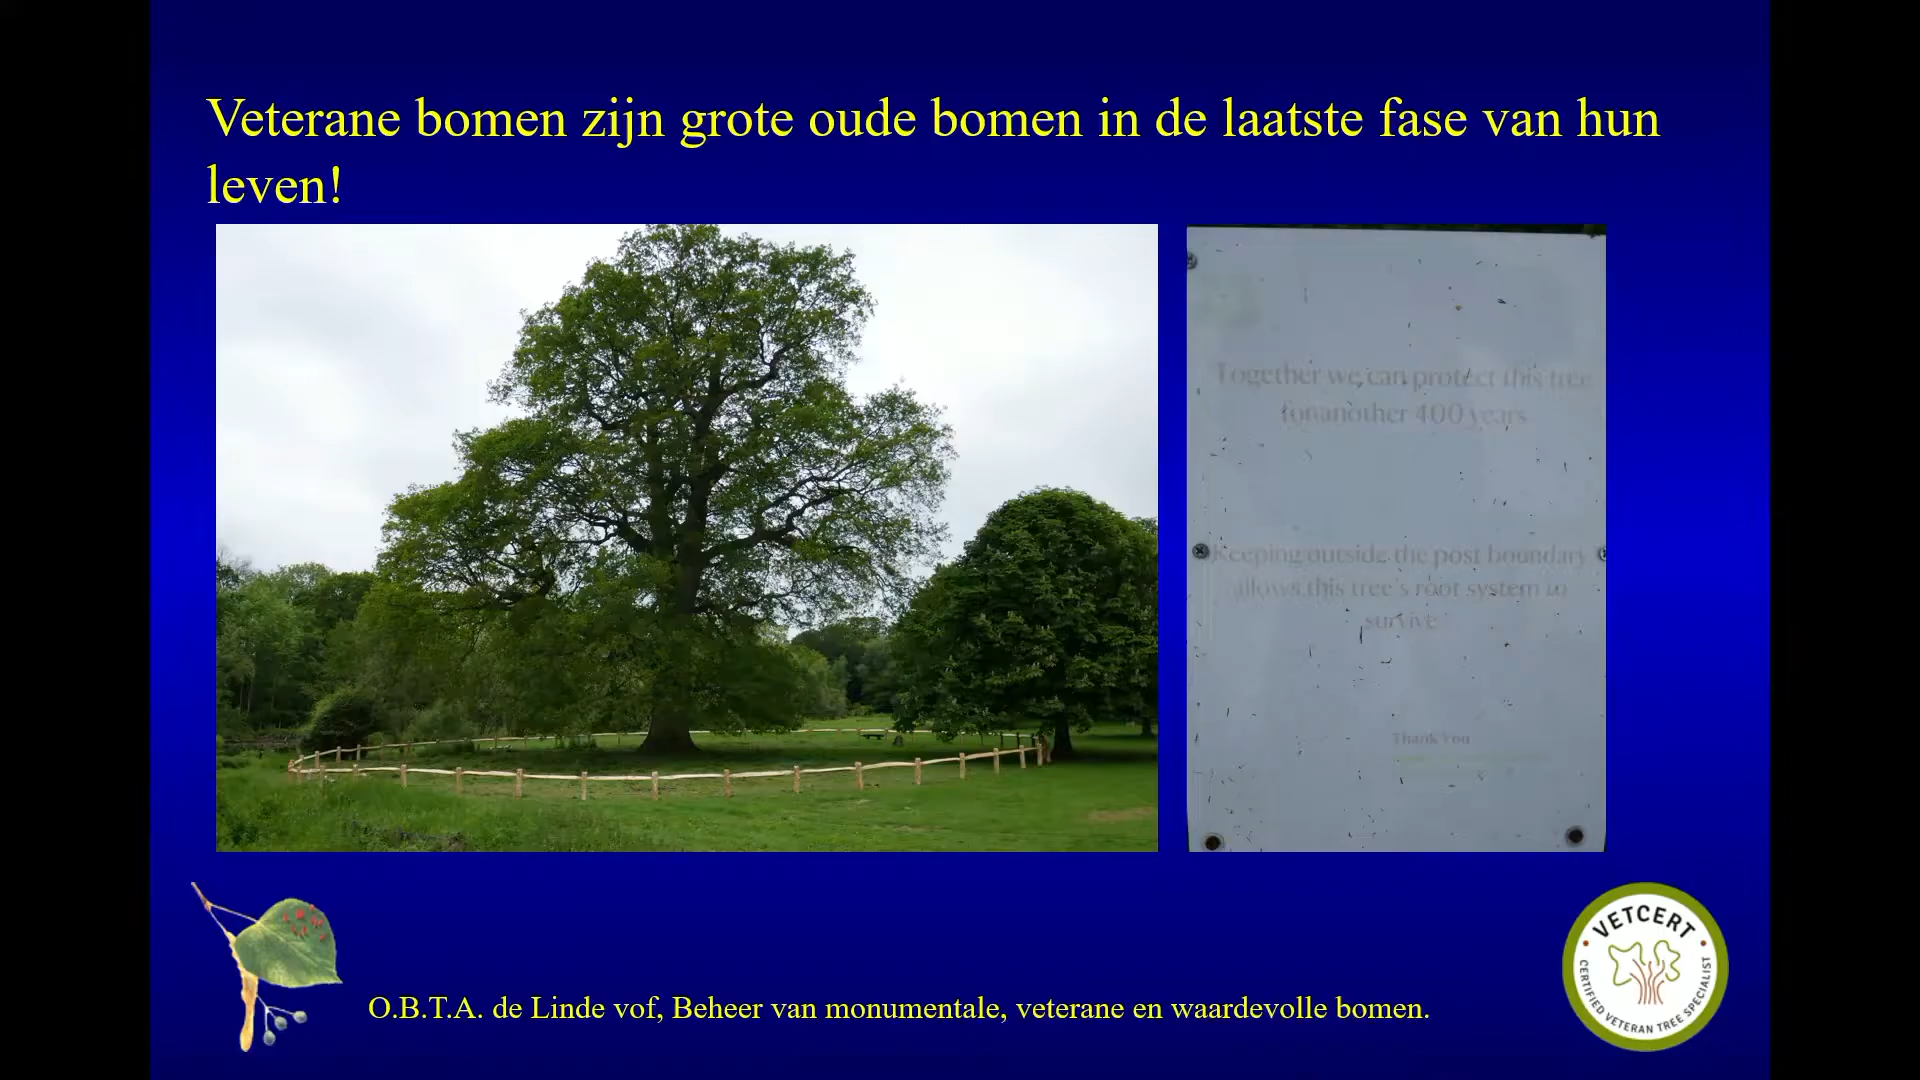 Veterane bomen zijn grote oude bomen in de laatste fase van hun
leven!
Together we can protect this tree
for another 400 years
Keeping outside the post boundary
allows this tree's root system to
survive
Thank You
O.B.T.A. de Linde vof, Beheer van monumentale, veterane en waardevolle bomen.
VETCERT
CERTIFIED VETERAN TREE SPECIALIST